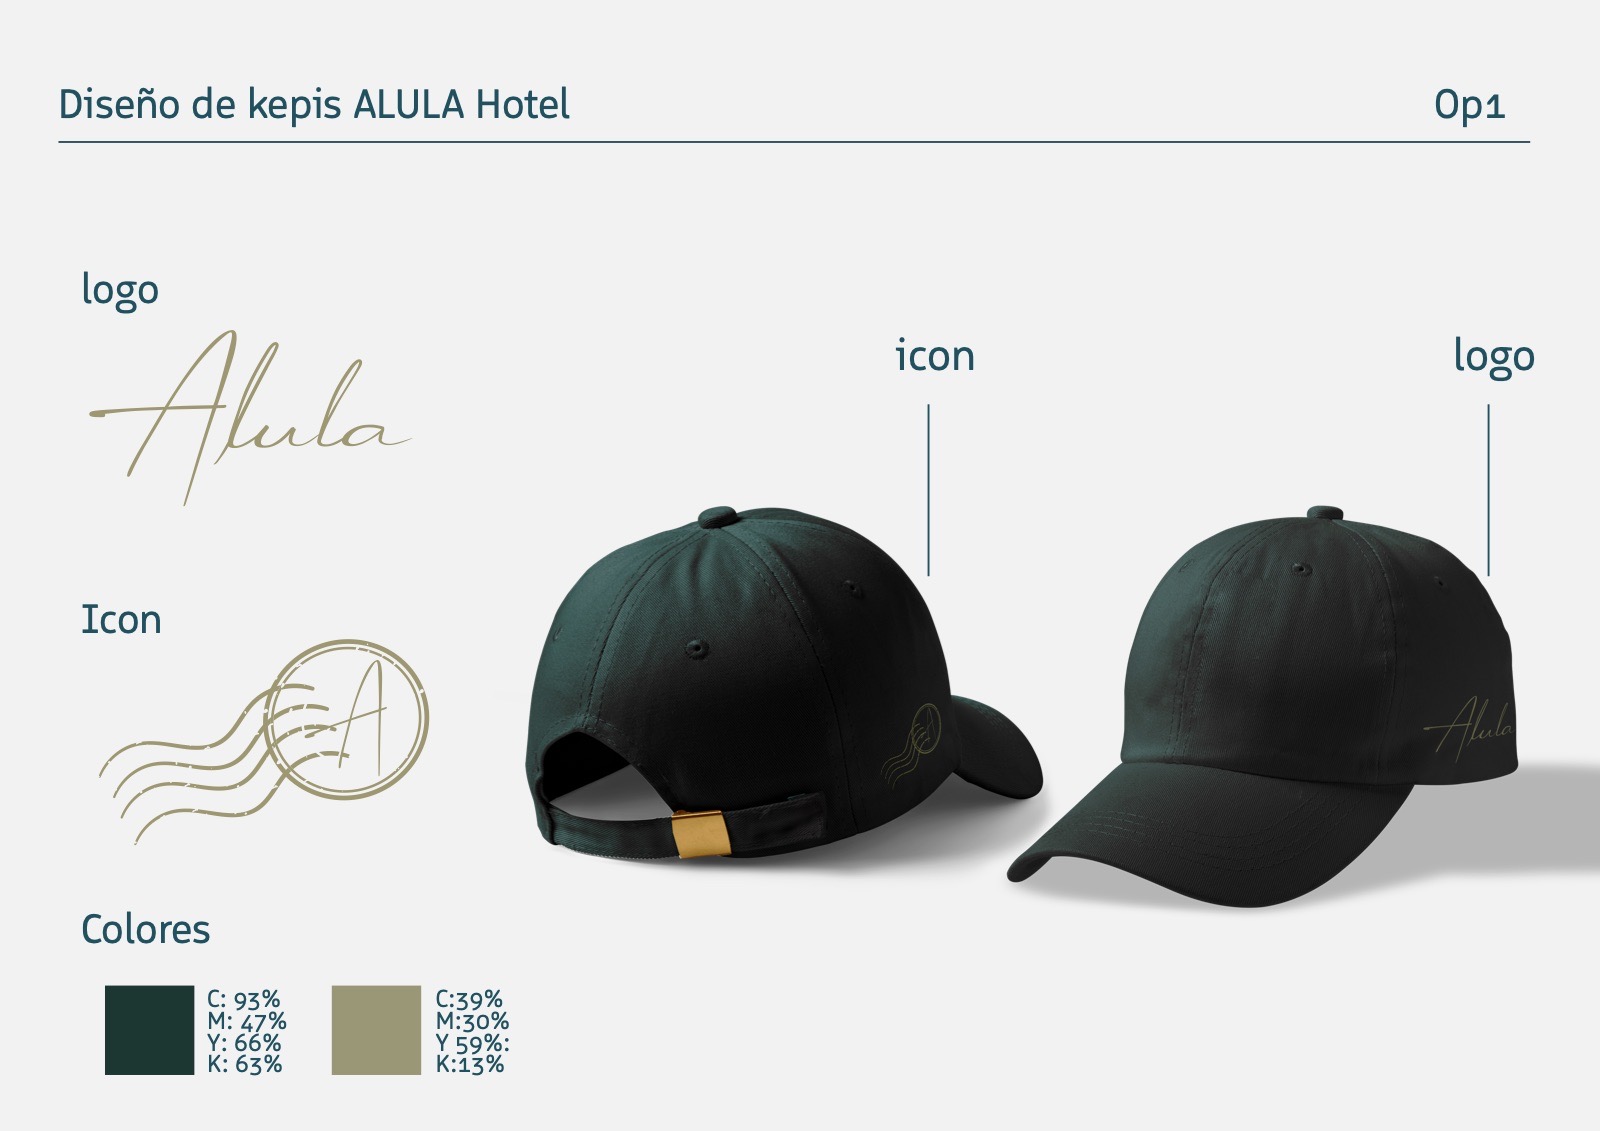 Diseño de kepis ALULA Hotel
Op1
logo
Alula
icon
logo
Icon
A
Alula
Colores
C: 93%
M: 47%
Y: 66%
K: 63%
C:39%
M:30%
Y 59%:
K:13%